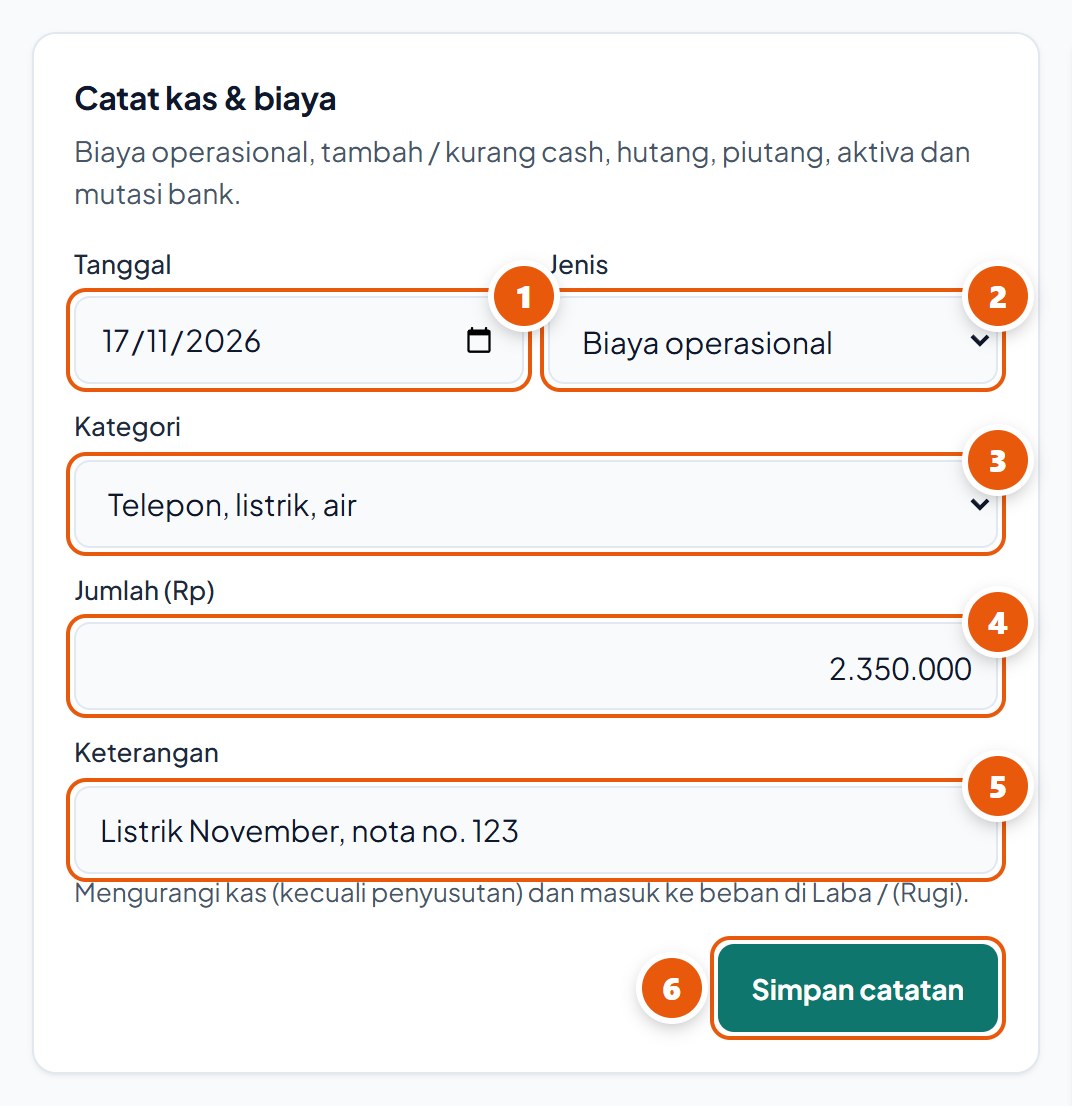 Catat kas & biaya
Biaya operasional, tambah / kurang cash, hutang, piutang, aktiva dan
mutasi bank.
Tanggal
Jenis
1
2
17/11/2026
Biaya operasional
Kategori
3
Telepon, listrik, air
Jumlah (Rp)
4
2.350.000
Keterangan
5
Listrik November, nota no. 123
Mengurangi kas (kecuali penyusutan) dan masuk ke beban di Laba / (Rugi).
6
Simpan catatan